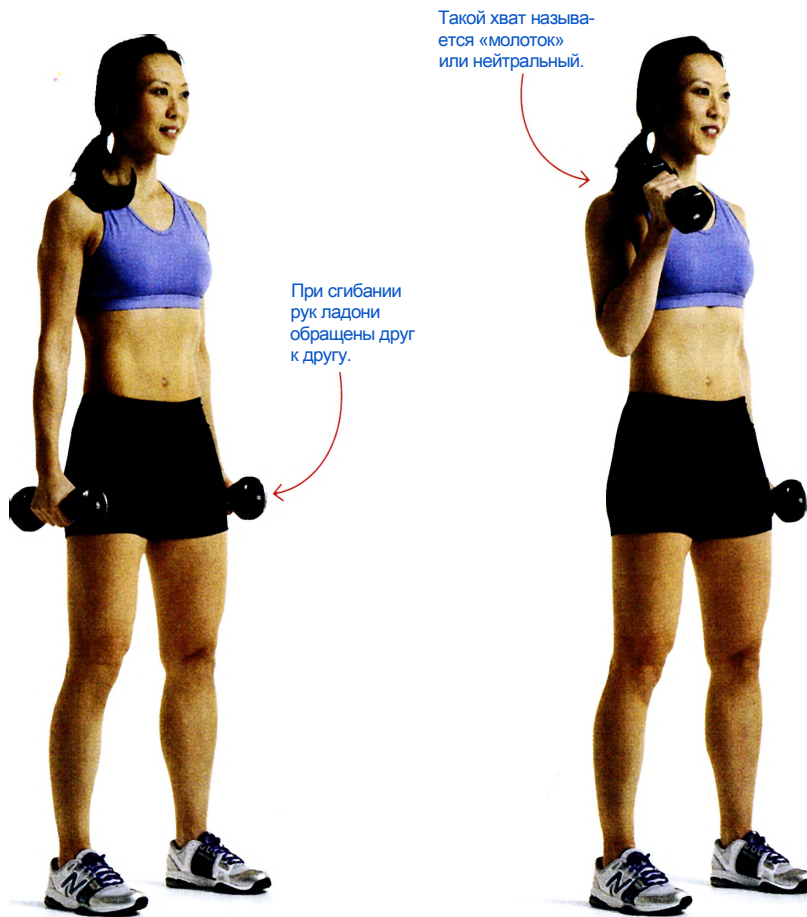 Такой хват называ-
ется «молоток»
или нейтральный.
При сгибании
рук ладони
обращены друг
к другу.
N
N